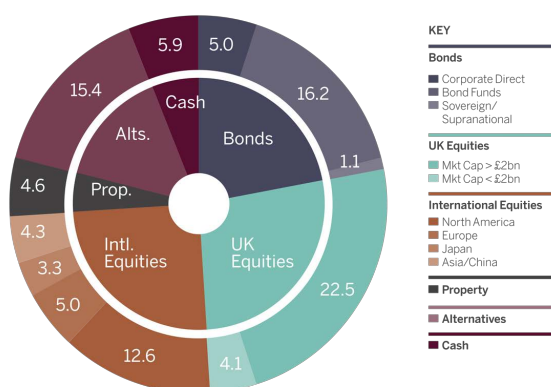 5.9
5.0
15.4
16.2
Cash
Alts.
Bonds
1.1
4.6
Prop.
4.3
Intl.
Equities
UK
Equities
3.3
22.5
5.0
12.6
4.1
KEY
Bonds
Corporate Direct
Bond Funds
Sovereign/
Supranational
UK Equities
Mkt Cap > £2bn
Mkt Cap < £2bn
International Equities
North America
Europe
Japan
Asia/China
Property
Alternatives
Cash